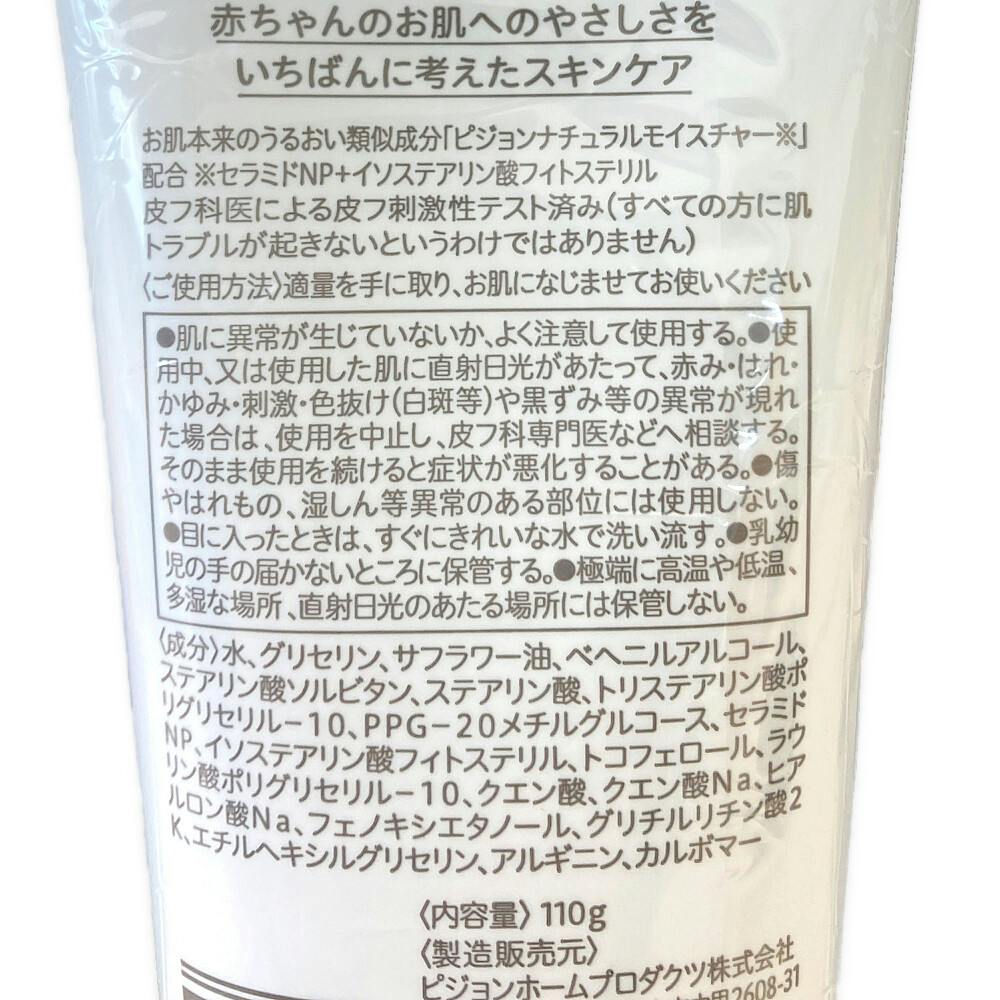 赤ちゃんのお肌へのやさしさを
いちばんに考えたスキンケア
お肌本来のうるおい類似成分「ピジョンナチュラルモイスチャー※」
配合 ※セラミドNP+イソステアリン酸フィトステリル
皮フ科医による皮フ刺激性テスト済み(すべての方に肌
トラブルが起きないというわけではありません)
〈ご使用方法〉適量を手に取り、お肌になじませてお使いください
●肌に異常が生じていないか、よく注意して使用する。●使
用中、又は使用した肌に直射日光があたって、赤み・はれ・
かゆみ・刺激・色抜け(白斑等)や黒ずみ等の異常が現れ
た場合は、使用を中止し、皮フ科専門医などへ相談する。
そのまま使用を続けると症状が悪化することがある。●傷
やはれもの、湿しん等異常のある部位には使用しない。
●目に入ったときは、すぐにきれいな水で洗い流す。●乳幼
児の手の届かないところに保管する。●極端に高温や低温、
多湿な場所、直射日光のあたる場所には保管しない。
〈成分〉水、グリセリン、サフラワー油、ベヘニルアルコール、
ステアリン酸ソルビタン、ステアリン酸、トリステアリン酸ポ
リグリセリル-10、PPG-20メチルグルコース、セラミド
NP、イソステアリン酸フィトステリル、トコフェロール、ラウ
リン酸ポリグリセリル-10、クエン酸、クエン酸Na、ヒア
ルロン酸Na、フェノキシエタノール、グリチルリチン酸2
K、エチルヘキシルグリセリン、アルギニン、カルボマー
〈内容量〉110g
〈製造販売元〉
ピジョンホームプロダクツ株式会社
2608-31